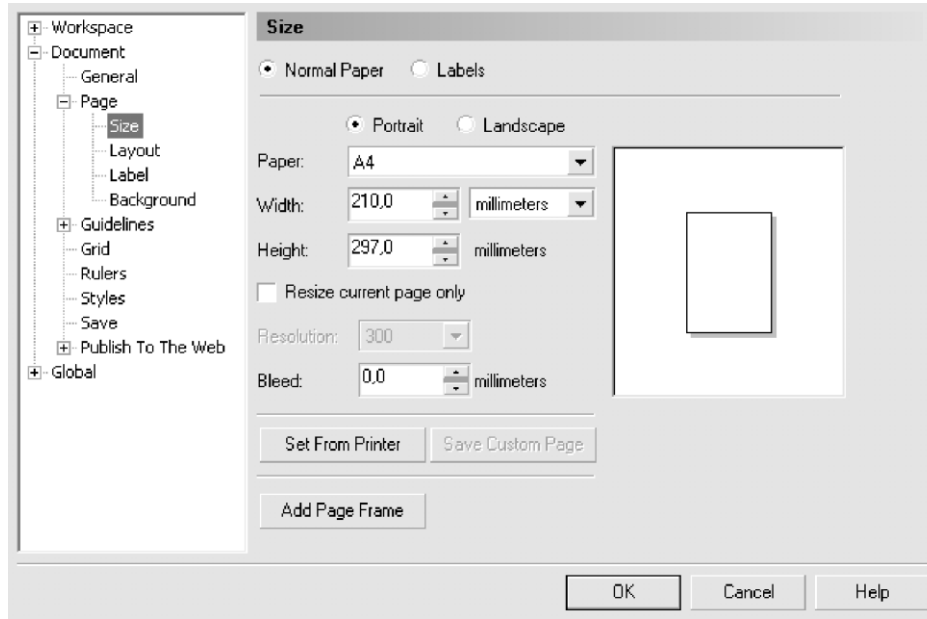 Workspace
Document
General
Page
Size
Layout
Label
Background
Guidelines
Grid
Rulers
Styles
Save
Publish To The Web
Global
Size
Normal Paper Labels
Portrait Landscape
Paper: A4
Width: 210,0 millimeters
Height: 297,0 millimeters
Resize current page only
Resolution: 300
Bleed: 0,0 millimeters
Set From Printer Save Custom Page
Add Page Frame
OK Cancel Help